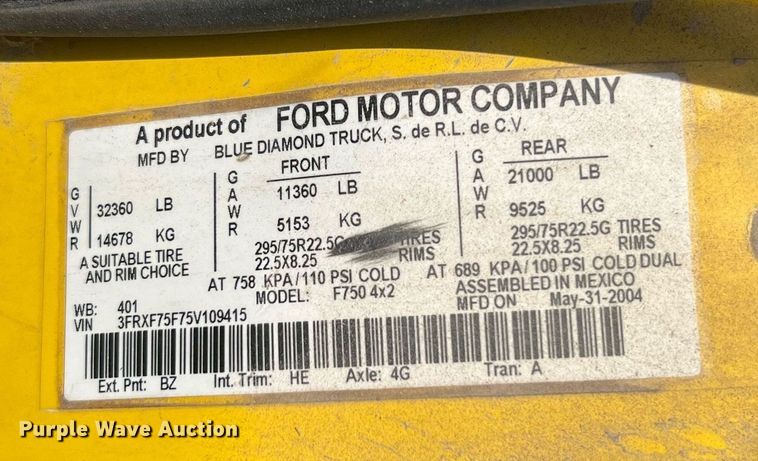 A product of FORD MOTOR COMPANY
MFD BY BLUE DIAMOND TRUCK, S. de R.L. de C.V.
GVWR 32360 LB
14678 KG
A SUITABLE TIRE
AND RIM CHOICE
FRONT
GAWR 11360 LB
5153 KG
295/75R22.5G TIRES
22.5X8.25 RIMS
AT 758 KPA/110 PSI COLD
REAR
GAWR 21000 LB
9525 KG
295/75R22.5G TIRES
22.5X8.25 RIMS
AT 689 KPA/100 PSI COLD DUAL
MODEL: F750 4x2
ASSEMBLED IN MEXICO
MFD ON May-31-2004
WB: 401
VIN 3FRXF75F75V109415
Ext. Pnt: BZ Int. Trim: HE Axle: 4G Tran: A
Purple Wave Auction